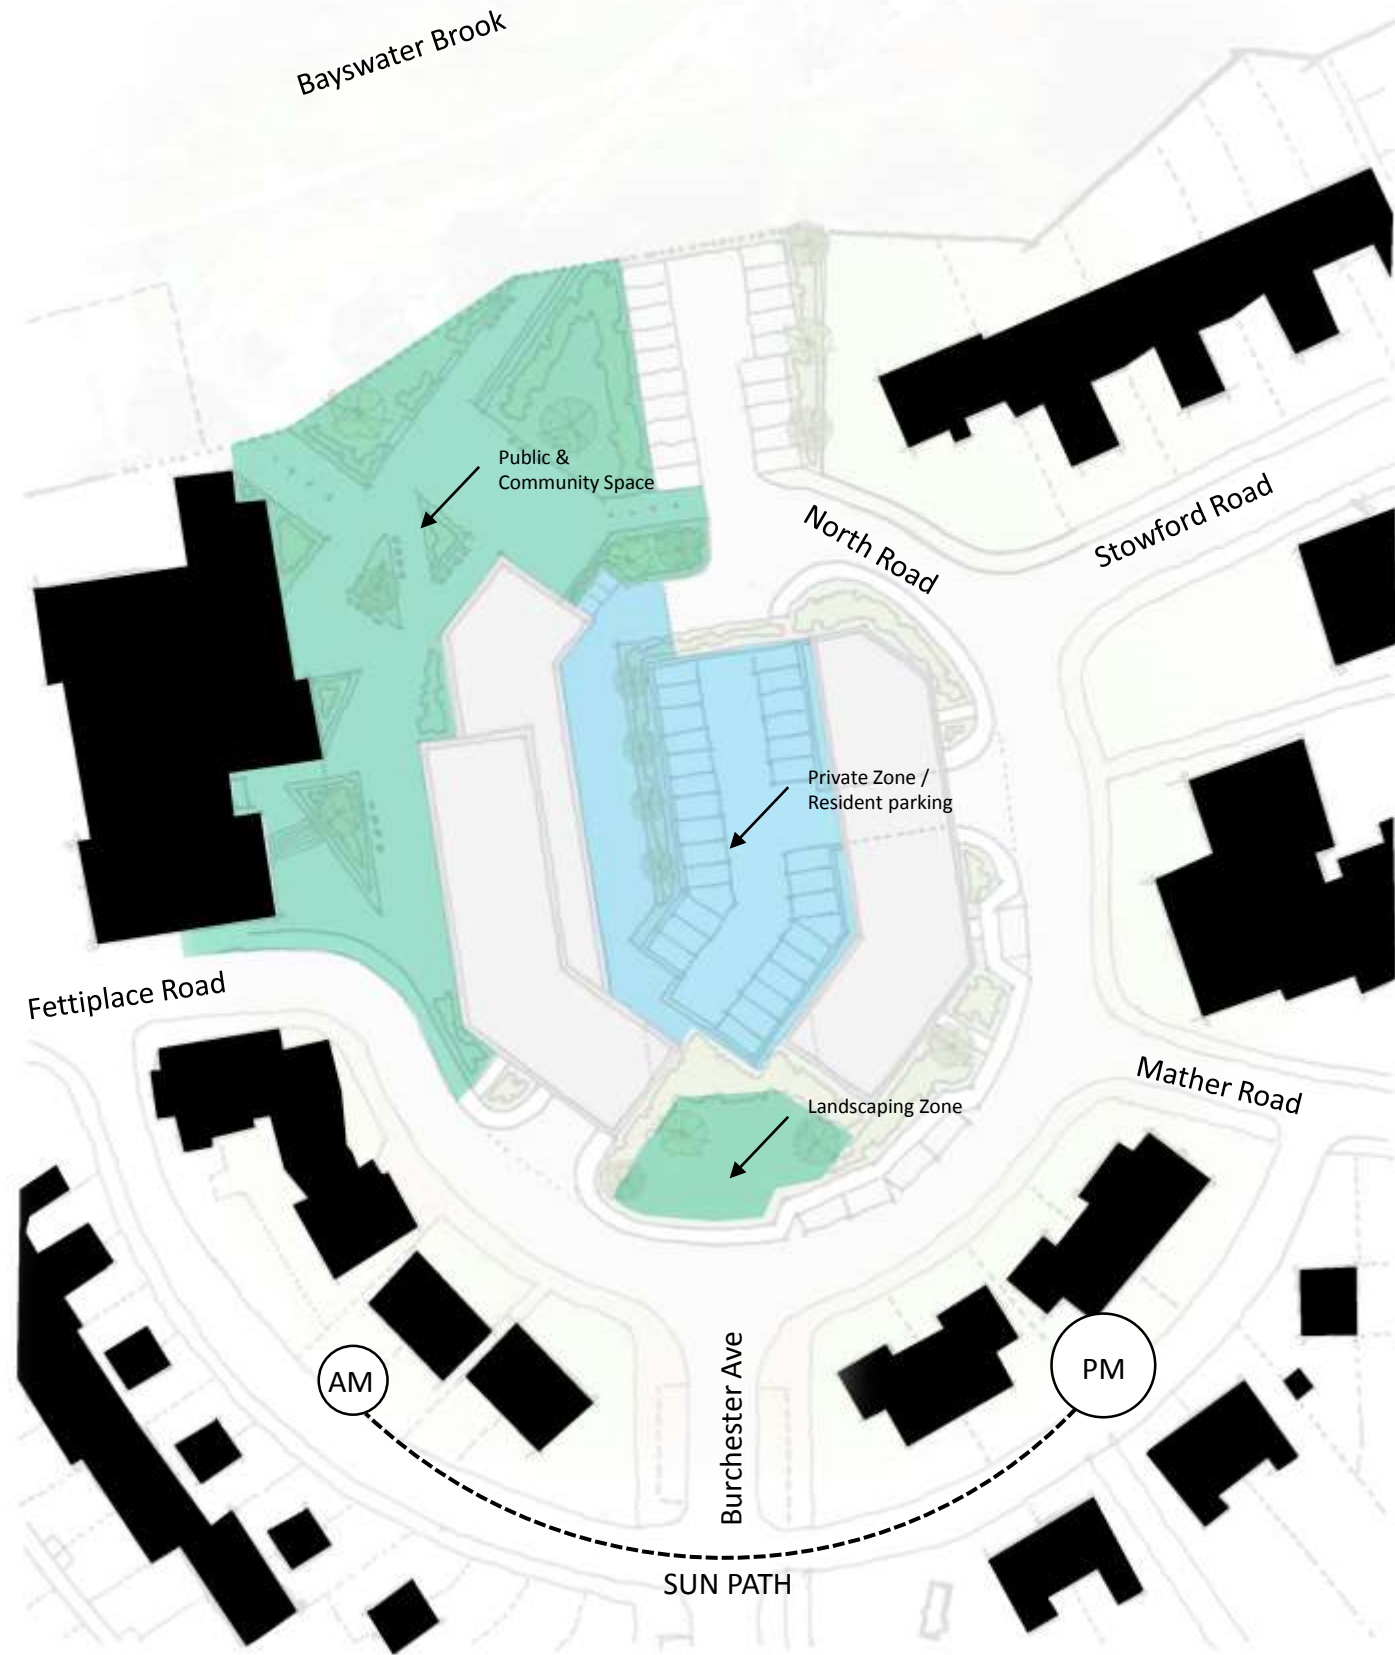 Bayswater Brook
Public &
Community Space
North Road
Stowford Road
Private Zone /
Resident parking
Fettiplace Road
Mather Road
Landscaping Zone
AM
PM
Burchester Ave
SUN PATH